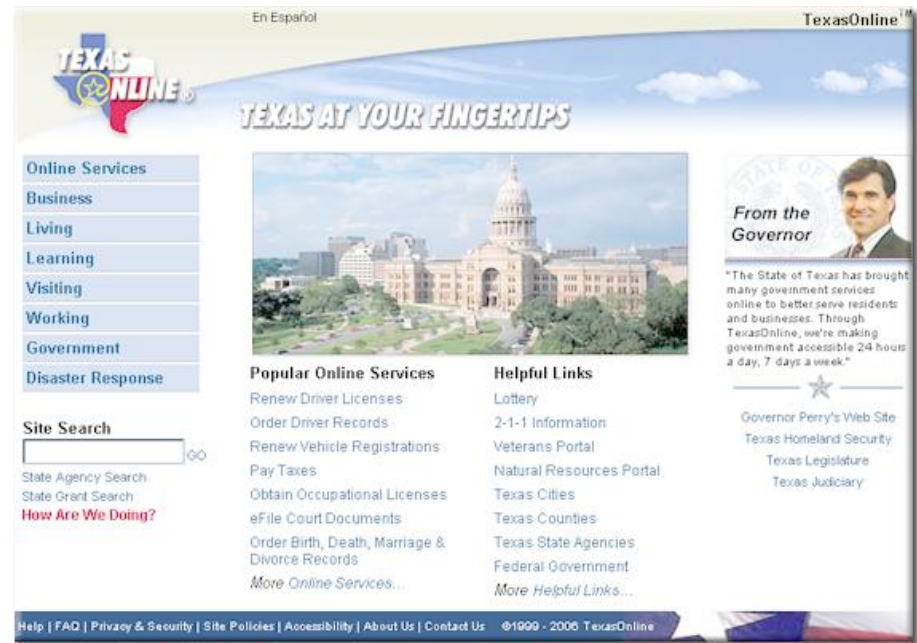 En Español
TexasOnline™
TEXAS
ONLINE ®
TEXAS AT YOUR FINGERTIPS
Online Services
Business
Living
Learning
Visiting
Working
Government
Disaster Response
Site Search
GO
State Agency Search
State Grant Search
How Are We Doing?
Popular Online Services
Renew Driver Licenses
Order Driver Records
Renew Vehicle Registrations
Pay Taxes
Obtain Occupational Licenses
eFile Court Documents
Order Birth, Death, Marriage &
Divorce Records
More Online Services...
Helpful Links
Lottery
2-1-1 Information
Veterans Portal
Natural Resources Portal
Texas Cities
Texas Counties
Texas State Agencies
Federal Government
More Helpful Links...
STATE OF
From the
Governor
"The State of Texas has brought
many government services
online to better serve residents
and businesses. Through
TexasOnline, we're making
government accessible 24 hours
a day, 7 days a week."
Governor Perry's Web Site
Texas Homeland Security
Texas Legislature
Texas Judiciary
Help | FAQ | Privacy & Security | Site Policies | Accessibility | About Us | Contact Us ©1999 - 2006 TexasOnline